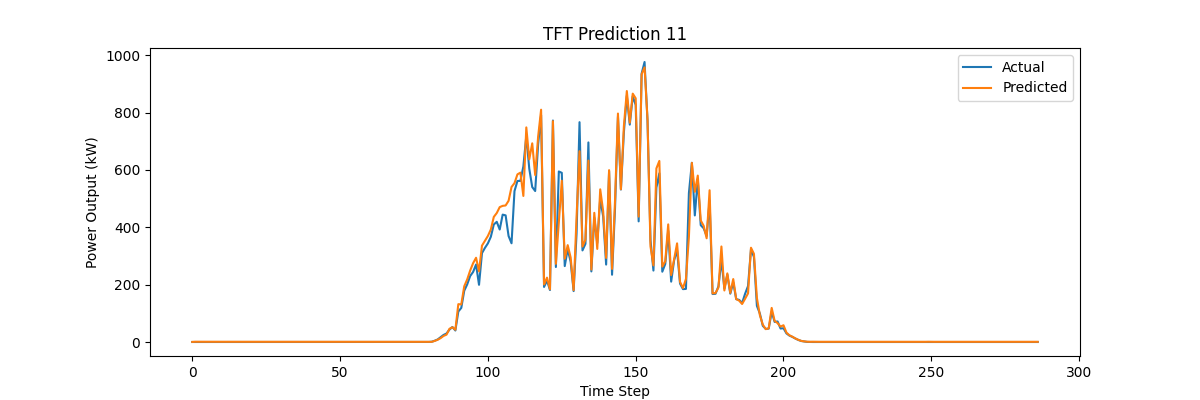 TFT Prediction 11
Actual
Predicted
Power Output (kW)
1000
800
600
400
200
0
0 50 100 150 200 250 300
Time Step